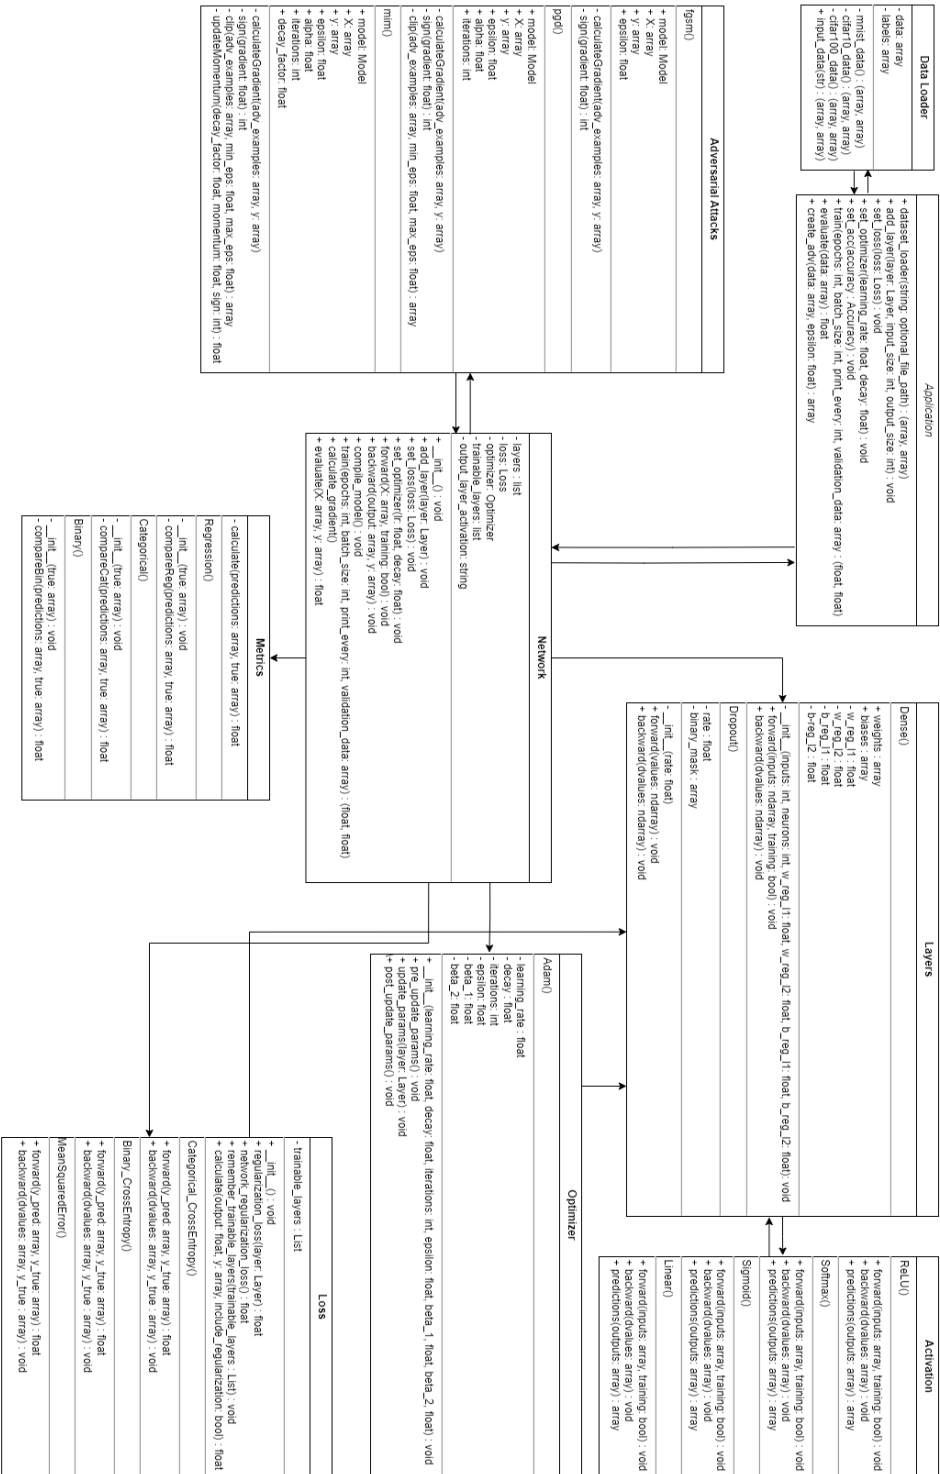 Data Loader
- data: array
- labels: array
- mnist_data() : (array, array)
- cifar10_data() : (array, array)
- cifar100_data() : (array, array)
+ input_data(str) : (array, array)
Application
+ dataset_loader(string: optional_file_path) : (array, array)
+ add_layer(layer: Layer, input_size: int, output_size: int) : void
+ set_loss(loss: Loss) : void
+ set_optimizer(learning_rate: float, decay: float) : void
+ set_acc(accuracy : Accuracy) : void
+ train(epochs: int, batch_size: int, print_every: int, validation_data: array : (float, float)
+ evaluate(data: array) : float
+ create_adv(data: array, epsilon: float) : array
Layers
Dense()
+ weights : array
+ biases : array
- w_reg_l1 : float
- w_reg_l2 : float
- b_reg_l1 : float
- b-reg_l2 : float
- __init__(inputs: int, neurons: int, w_reg_l1: float, w_reg_l2: float, b_reg_l1: float, b_reg_l2: float): void
+ forward(inputs: ndarray, training: bool) : void
+ backward(dvalues: ndarray) : void
Dropout()
- rate : float
- binary_mask : array
- __init__(rate: float)
+ forward(values: ndarray) : void
+ backward(dvalues: ndarray) : void
Activation
ReLU()
+ forward(inputs: array, training: bool) : void
+ backward(dvalues: array) : void
+ predictions(outputs: array) : array
Softmax()
+ forward(inputs: array, training: bool) : void
+ backward(dvalues: array) : void
+ predictions(outputs: array) : array
Sigmoid()
+ forward(inputs: array, training: bool) : void
+ backward(dvalues: array) : void
+ predictions(outputs: array) : array
Linear()
+ forward(inputs: array, training: bool) : void
+ backward(dvalues: array) : void
+ predictions(outputs: array) : array
Adversarial Attacks
fgsm()
+ model: Model
+ X: array
+ y: array
+ epsilon: float
- calculateGradient(adv_examples: array, y: array)
- sign(gradient: float) : int
pgd()
+ model: Model
+ X: array
+ y: array
+ epsilon: float
+ alpha: float
+ iterations: int
- calculateGradient(adv_examples: array, y: array)
- sign(gradient: float) : int
- clip(adv_examples: array, min_eps: float, max_eps: float) : array
mim()
+ model: Model
+ X: array
+ y: array
+ epsilon: float
+ alpha: float
+ iterations: int
+ decay_factor: float
- calculateGradient(adv_examples: array, y: array)
- sign(gradient: float) : int
- clip(adv_examples: array, min_eps: float, max_eps: float) : array
- updateMomentum(decay_factor: float, momentum: float, sign: int) : float
Network
- layers : list
- loss: Loss
- optimizer: Optimizer
- trainable_layers: list
- output_layer_activation: string
+ __init__() : void
+ add_layer(layer: Layer) : void
+ set_loss(loss: Loss) : void
+ set_optimizer(lr: float, decay: float) : void
+ forward(X: array, training: bool) : void
+ backward(output: array, y: array) : void
+ compile_model() : void
+ train(epochs: int, batch_size: int, print_every: int, validation_data: array) : (float, float)
+ calculate_gradient()
+ evaluate(X: array, y: array) : float
Optimizer
Adam()
- learning_rate : float
- decay : float
- iterations: int
- epsilon: float
- beta_1: float
- beta_2: float
+ __init__(learning_rate: float, decay: float, iterations: int, epsilon: float, beta_1, float, beta_2, float) : void
+ pre_update_params() : void
+ update_params(layer: Layer) : void
\+ post_update_params() : void
Metrics
- calculate(predictions: array, true: array) : float
Regression()
- __init__(true: array) : void
- compareReg(predictions: array, true: array) : float
Categorical()
- __init__(true: array) : void
- compareCat(predictions: array, true: array) : float
Binary()
- __init__(true: array) : void
- compareBin(predictions: array, true: array) : float
Loss
- trainable_layers : List
+ __init__() : void
+ regularization_loss(layer: Layer) : float
+ network_regularization_loss() : float
+ remember_trainable_layers(trainable_layers : List) : void
+ calculate(output: float, y: array, include_regularization: bool) : float
Categorical_CrossEntropy()
+ forward(y_pred: array, y_true: array) : float
+ backward(dvalues: array, y_true : array) : void
Binary_CrossEntropy()
+ forward(y_pred: array, y_true: array) : float
+ backward(dvalues: array, y_true : array) : void
MeanSquaredError()
+ forward(y_pred: array, y_true: array) : float
+ backward(dvalues: array, y_true : array) : void